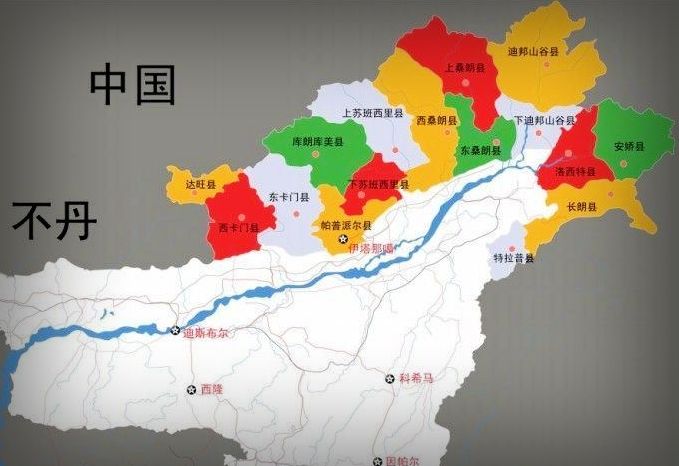 迪邦山谷县
上桑朗县
中国
上苏班西里县
西桑朗县
下迪邦山谷县
库朗库美县
东桑朗县
安娇县
洛西特县
达旺县
东卡门县
下苏班西里县
长朗县
西卡门县
帕普派尔县
不丹
伊塔那噶
特拉普县
迪斯布尔
西隆
科希马
因帕尔